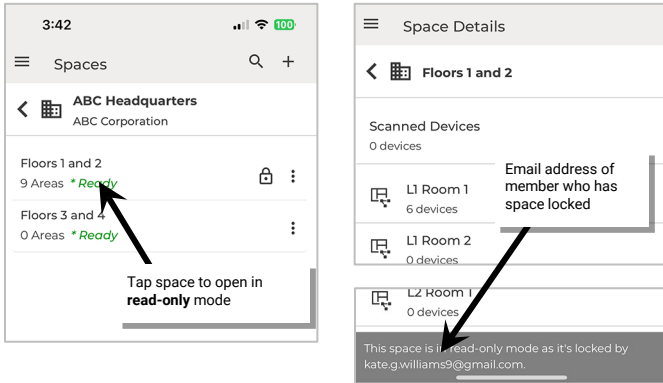 3:42
100
Spaces
ABC Headquarters
ABC Corporation
Floors 1 and 2
9 Areas * Ready
Floors 3 and 4
0 Areas * Ready
Tap space to open in
read-only mode
Space Details
Floors 1 and 2
Scanned Devices
0 devices
Email address of
member who has
space locked
L1 Room 1
6 devices
L1 Room 2
0 devices
L2 Room 1
0 devices
This space is in read-only mode as it's locked by
kate.g.williams9@gmail.com.